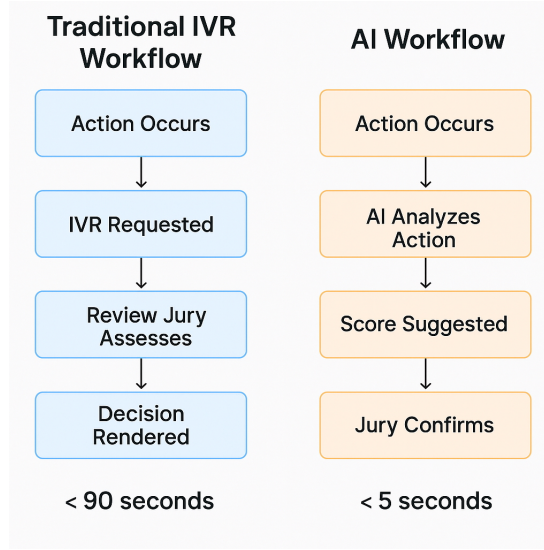 Traditional IVR
Workflow
Action Occurs
IVR Requested
Review Jury
Assesses
Decision
Rendered
< 90 seconds
AI Workflow
Action Occurs
AI Analyzes
Action
Score Suggested
Jury Confirms
< 5 seconds